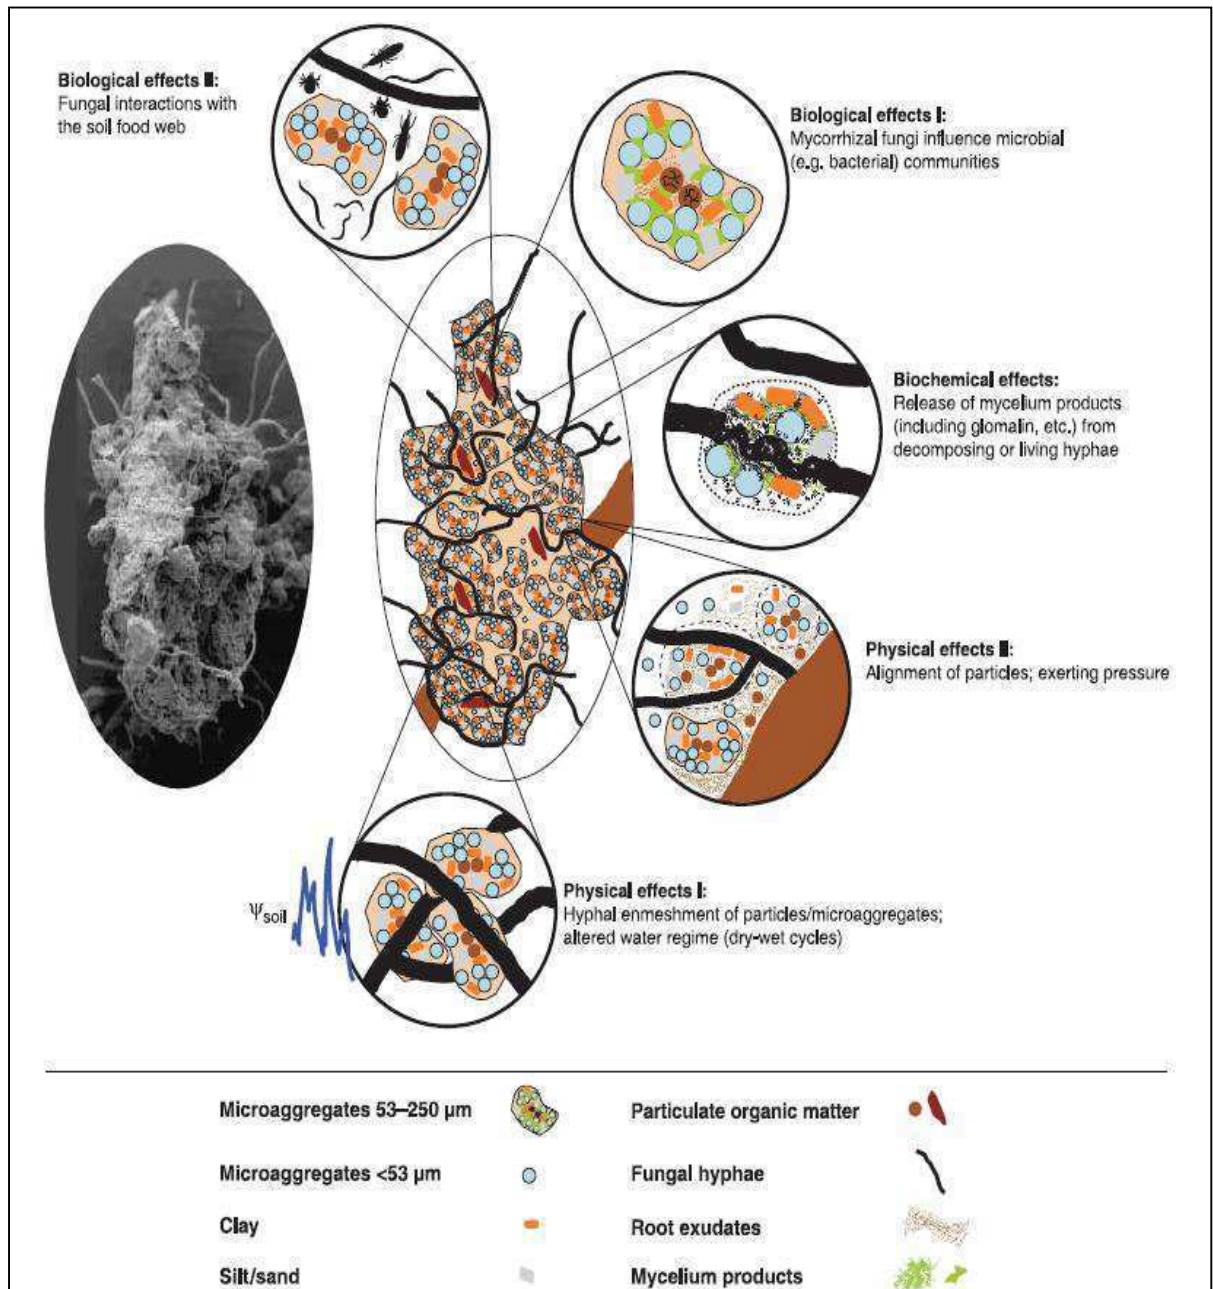 Biological effects II:
Fungal interactions with
the soil food web
Biological effects I:
Mycorrhizal fungi influence microbial
(e.g. bacterial) communities
Biochemical effects:
Release of mycelium products
(including glomalin, etc.) from
decomposing or living hyphae
Physical effects II:
Alignment of particles; exerting pressure
Ψsoil
Physical effects I:
Hyphal enmeshment of particles/microaggregates;
altered water regime (dry-wet cycles)
Microaggregates 53–250 µm
Particulate organic matter
Microaggregates <53 µm
Fungal hyphae
Clay
Root exudates
Silt/sand
Mycelium products